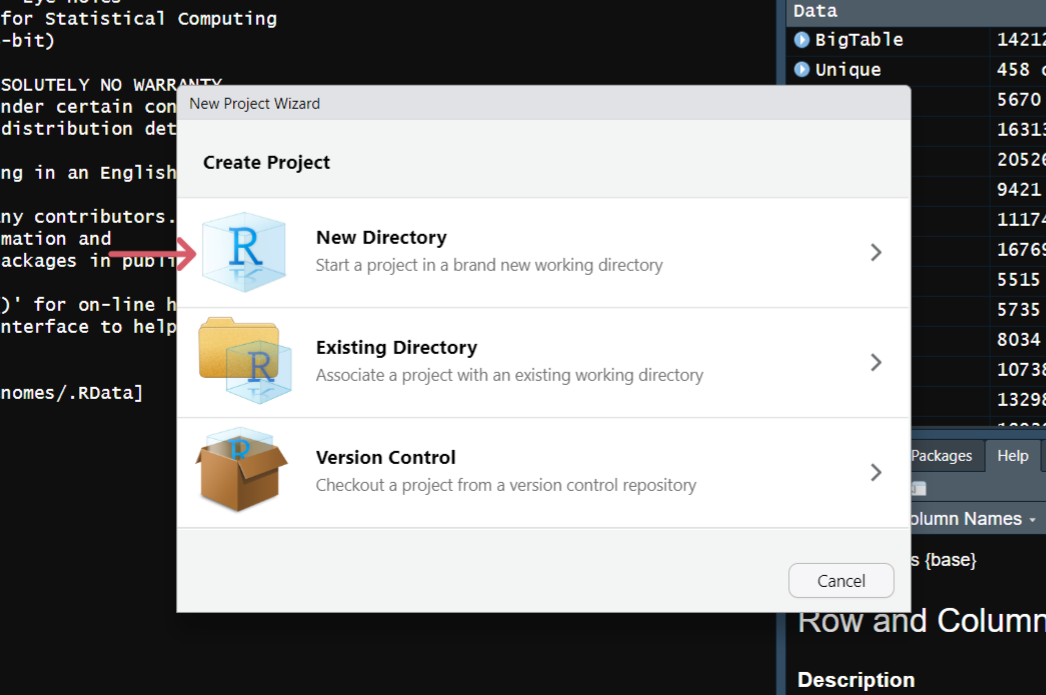 for Statistical Computing
-bit)
SOLUTELY NO WARRANTY
nder certain con
distribution det
ng in an English
ny contributors.
mation and
ackages in publi
)' for on-line h
nterface to help
nomes/.RData]
New Project Wizard
Create Project
R
New Directory
Start a project in a brand new working directory
R
Existing Directory
Associate a project with an existing working directory
R
Version Control
Checkout a project from a version control repository
Cancel
Data
BigTable 14212
Unique 458 o
5670
16313
20526
9421
11174
16769
5515
5735
8034
10738
13298
Packages Help
olumn Names
s {base}
Row and Column
Description